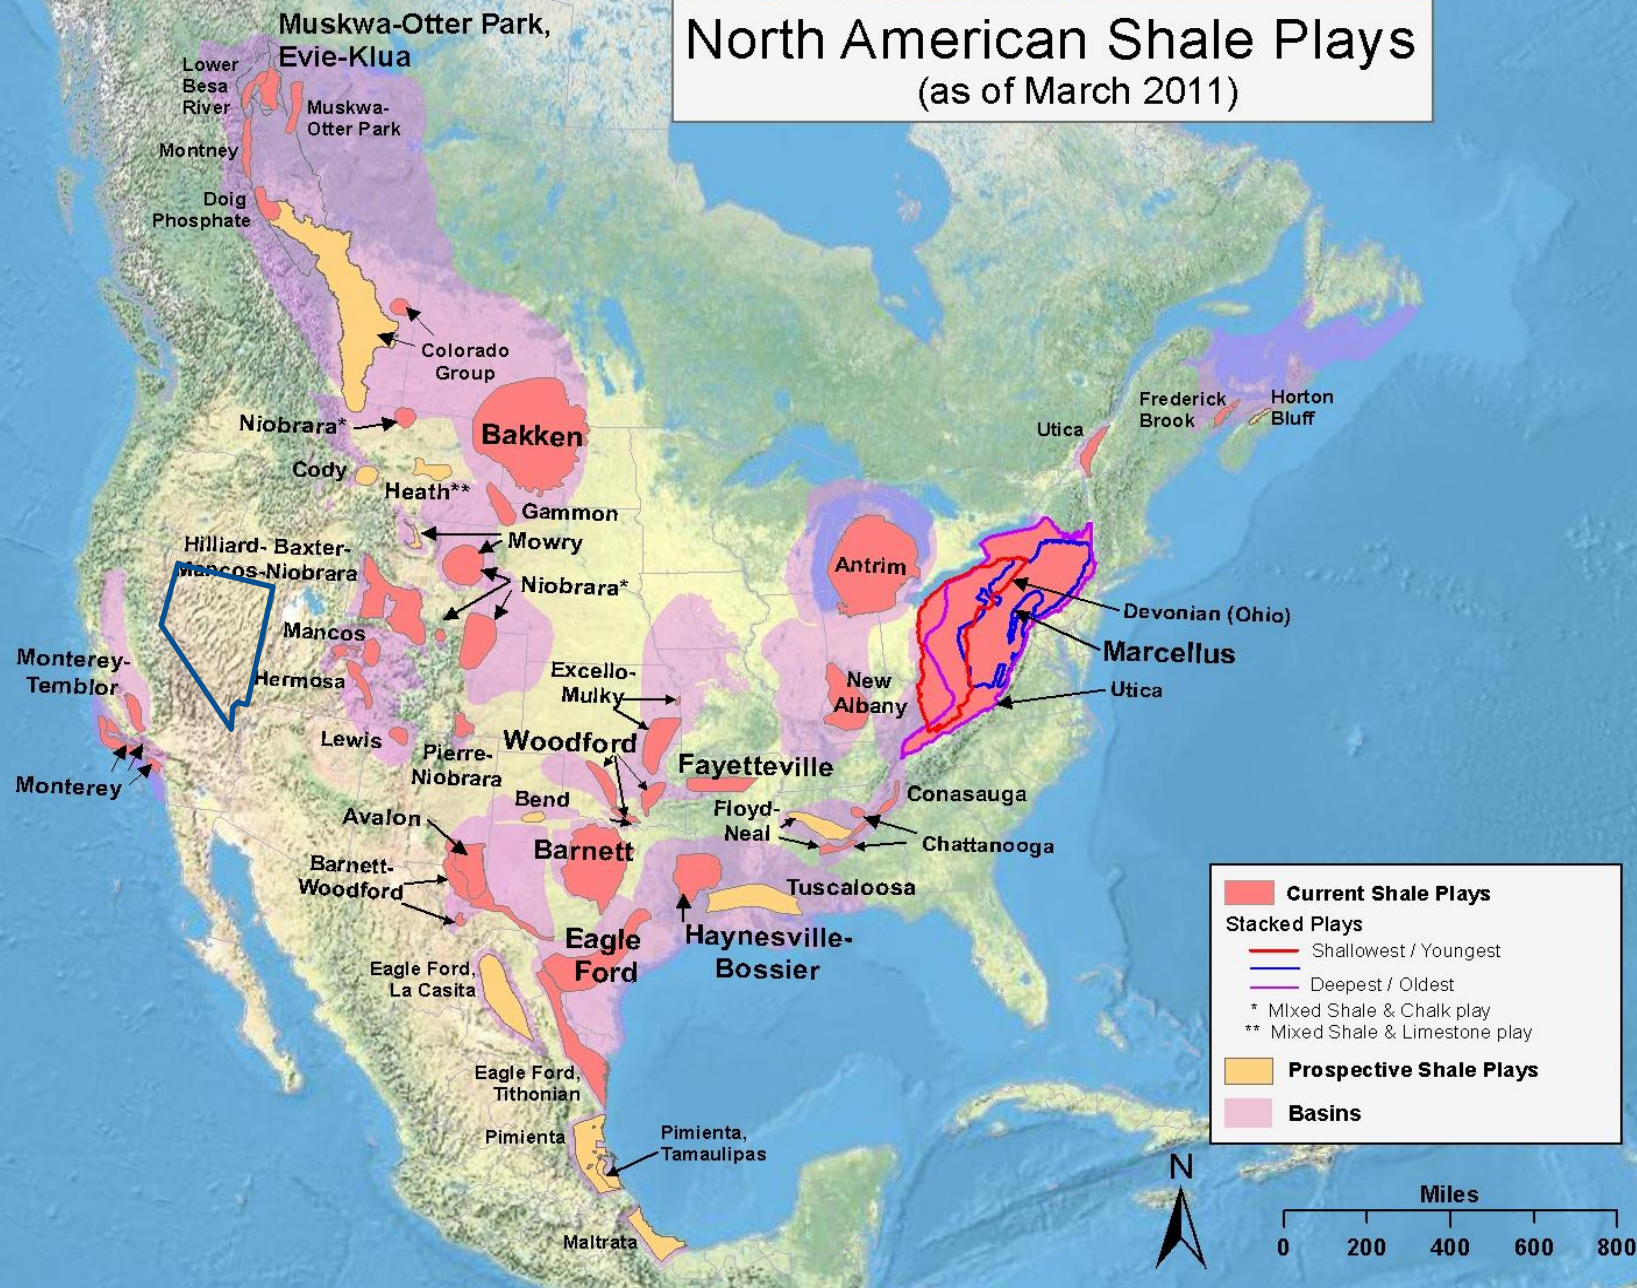 North American Shale Plays
(as of March 2011)
Muskwa-Otter Park,
Evie-Klua
Lower
Besa
River
Muskwa-
Otter Park
Montney
Doig
Phosphate
Colorado
Group
Niobrara*
Bakken
Cody
Heath**
Gammon
Mowry
Hilliard- Baxter-
Mancos-Niobrara
Niobrara*
Mancos
Hermosa
Monterey-
Temblor
Monterey
Lewis
Pierre-
Niobrara
Excello-
Mulky
Woodford
Fayetteville
Bend
Avalon
Barnett
Barnett-
Woodford
Floyd-
Neal
Conasauga
Chattanooga
Tuscaloosa
Haynesville-
Bossier
Eagle
Ford
Eagle Ford,
La Casita
Eagle Ford,
Tithonian
Pimienta
Pimienta,
Tamaulipas
Maltrata
Antrim
New
Albany
Utica
Frederick
Brook
Horton
Bluff
Devonian (Ohio)
Marcellus
Utica
Current Shale Plays
Stacked Plays
Shallowest / Youngest
Deepest / Oldest
* MIxed Shale & Chalk play
** Mixed Shale & Limestone play
Prospective Shale Plays
Basins
N
Miles
0 200 400 600 800